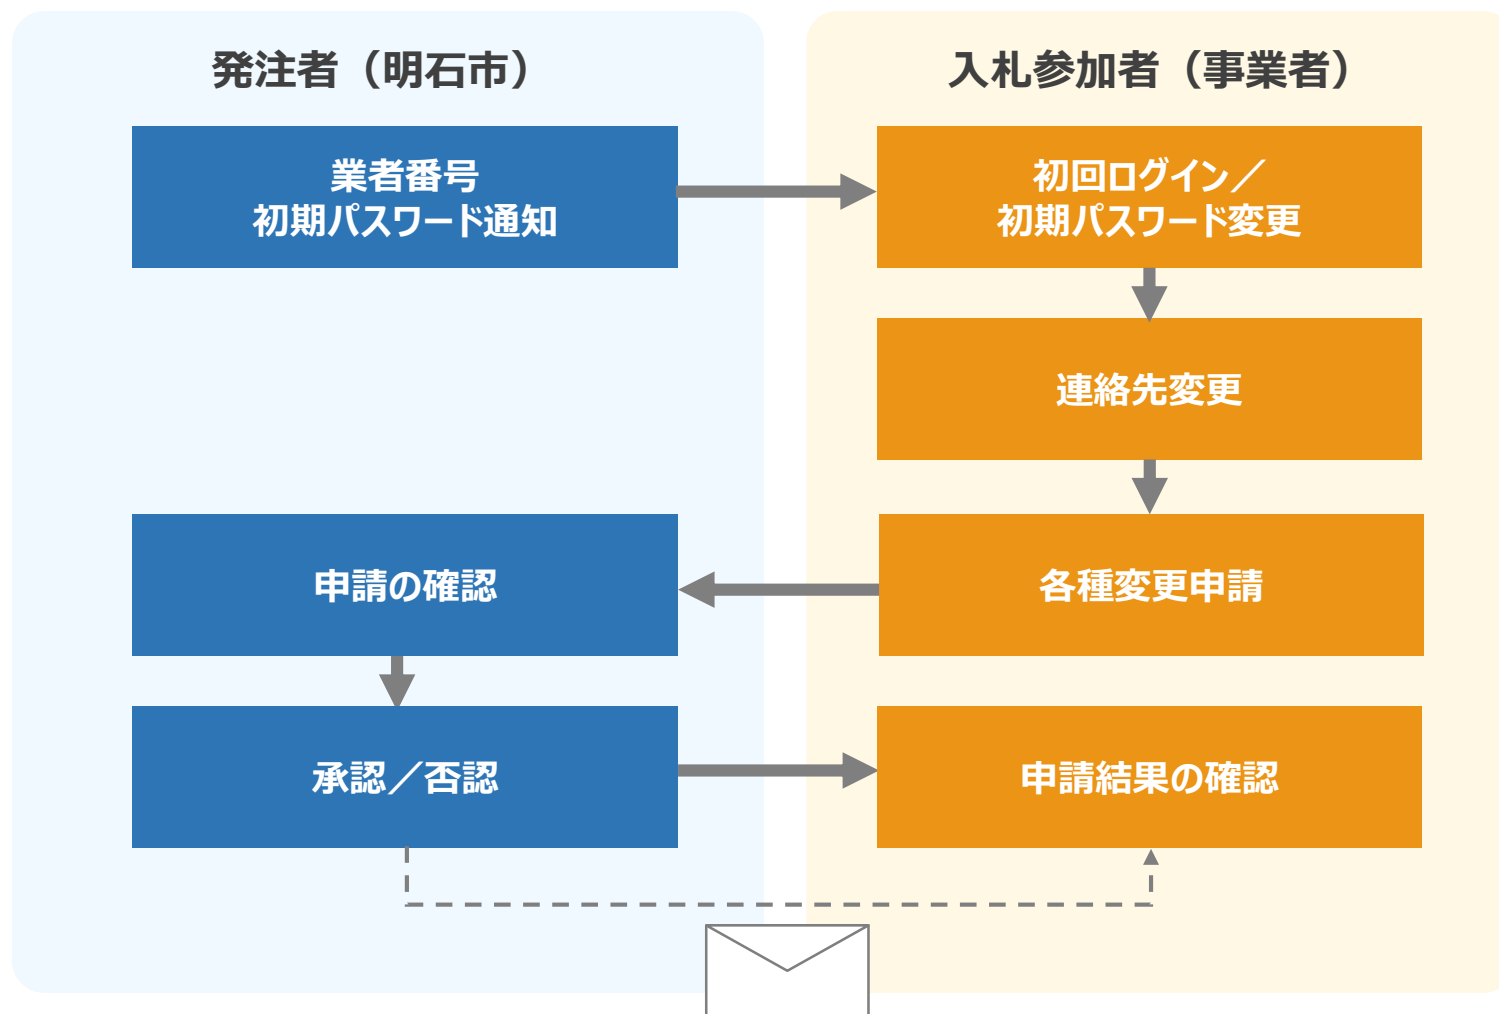 発注者（明石市）
入札参加者（事業者）
業者番号
初期パスワード通知
初回ログイン／
初期パスワード変更
連絡先変更
申請の確認
各種変更申請
承認／否認
申請結果の確認